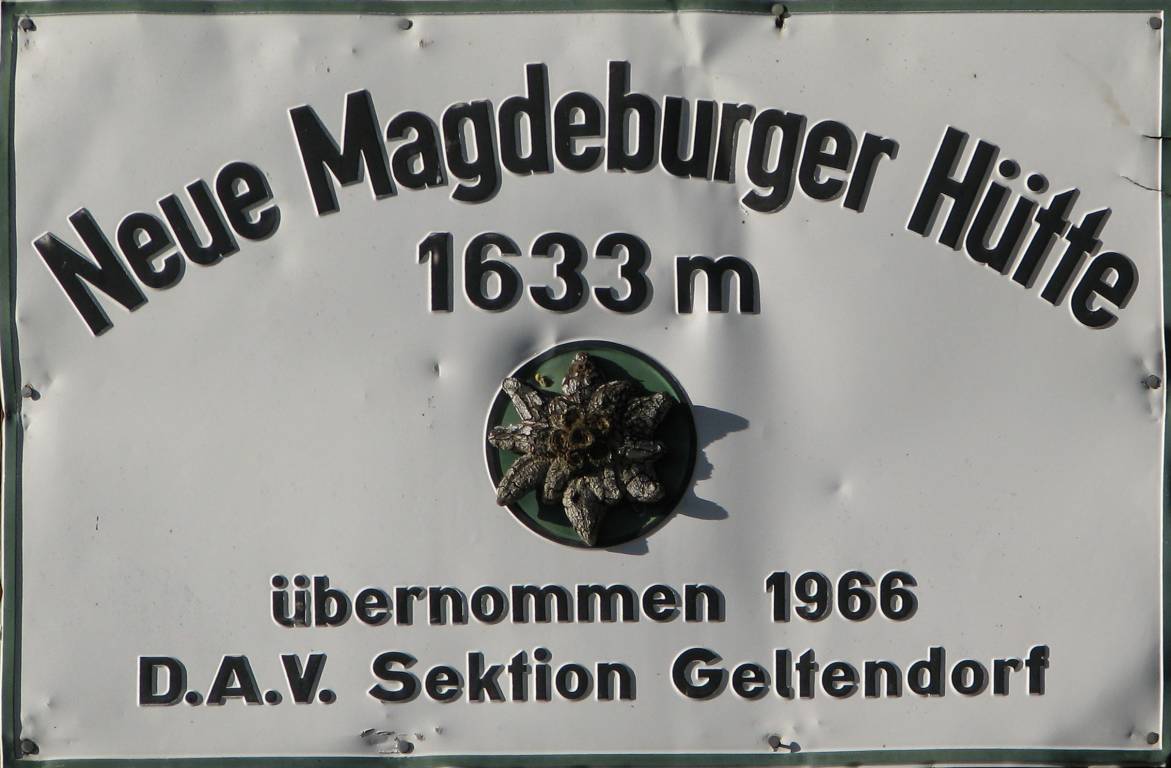 Neue Magdeburger Hütte
1633 m
übernommen 1966
D.A.V. Sektion Geltendorf